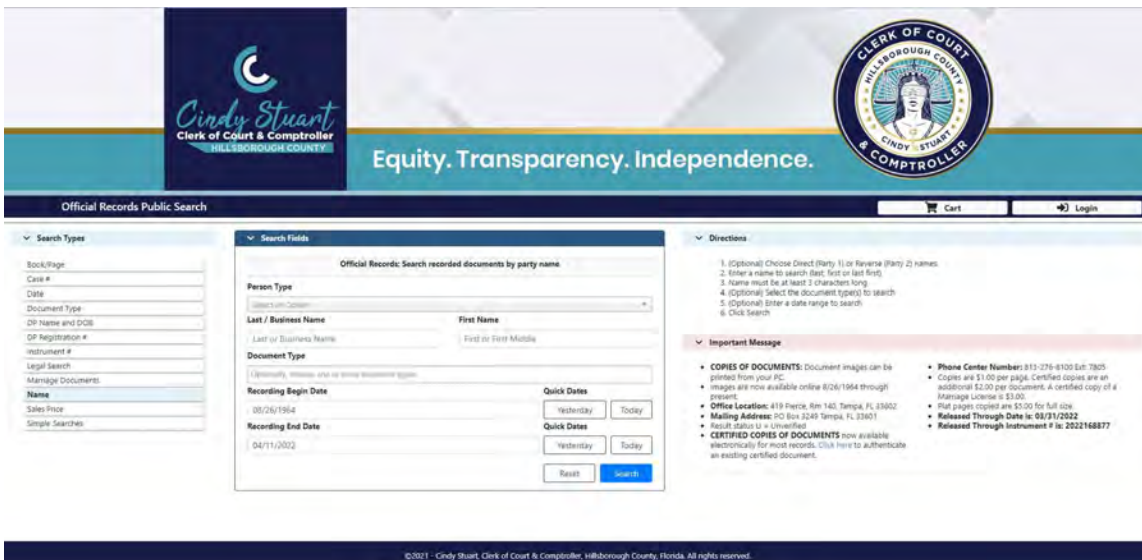 Cindy Stuart
Clerk of Court & Comptroller
HILLSBOROUGH COUNTY
Equity. Transparency. Independence.
CLERK OF COURT
HILLSBOROUGH COUNTY
CINDY STUART
& COMPTROLLER
Official Records Public Search
Cart
Login
Search Types
Book/Page
Case #
Date
Document Type
DP Name and DOB
DP Registration #
Instrument #
Legal Search
Marriage Documents
Name
Sales Price
Simple Searches
Search Fields
Official Records: Search recorded documents by party name
Person Type
Select an Option
Last / Business Name First Name
Last or Business Name First or First Middle
Document Type
Optionally, choose one or more document types
Recording Begin Date Quick Dates
08/26/1964 Yesterday Today
Recording End Date Quick Dates
04/11/2022 Yesterday Today
Reset Search
Directions
1. (Optional) Choose Direct (Party 1) or Reverse (Party 2) names
2. Enter a name to search (last, first or last first)
3. Name must be at least 3 characters long
4. (Optional) Select the document type(s) to search
5. (Optional) Enter a date range to search
6. Click Search
Important Message
• COPIES OF DOCUMENTS: Document images can be
printed from your PC.
• Images are now available online 8/26/1964 through
present.
• Office Location: 419 Pierce, Rm 140, Tampa, FL 33602
• Mailing Address: PO Box 3249 Tampa, FL 33601
• Result status U = Unverified
• CERTIFIED COPIES OF DOCUMENTS now available
electronically for most records. Click here to authenticate
an existing certified document.
• Phone Center Number: 813-276-8100 Ext: 7805
• Copies are $1.00 per page. Certified copies are an
additional $2.00 per document. A certified copy of a
Marriage License is $3.00.
• Plat pages copied are $5.00 for full size.
• Released Through Date is: 03/31/2022
• Released Through Instrument # is: 2022168877
©2021 - Cindy Stuart, Clerk of Court & Comptroller, Hillsborough County, Florida. All rights reserved.